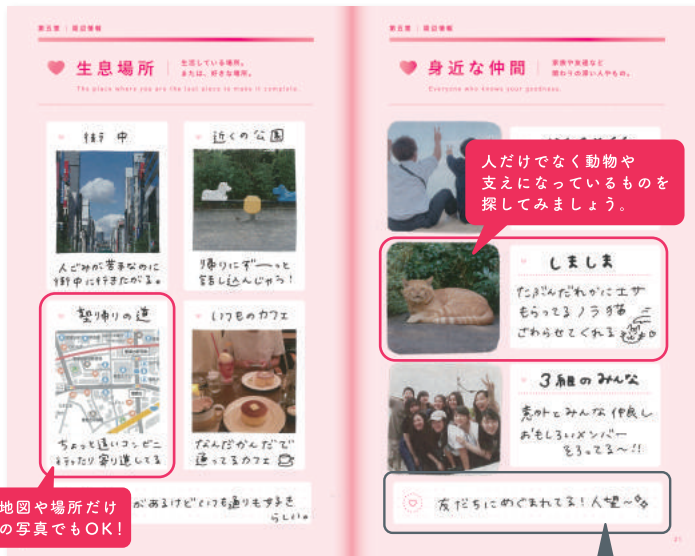 第五章 | 周辺情報
生息場所
生活している場所。
または、好きな場所。
The place where you are the last piece to make it complete.
街中
人ごみが苦手なのに
街中に行きたがる。
近くの公園
帰りにずーっと
話し込んじゃう!
塾帰りの道
ちょっと遠いコンビニ
行ったり寄り道してる
いつものカフェ
なんだかんだで
通ってるカフェ
があるけどいつも通りも好き
らしい。
地図や場所だけ
の写真でもOK!
第五章 | 周辺情報
身近な仲間
家族や友達など
関わりの深い人やもの。
Everyone who knows your goodness.
人だけでなく動物や
支えになっているものを
探してみましょう。
しましま
たぶんだれかにエサ
もらってるノラ猫
さわらせてくれる
3組のみんな
意外とみんな仲良し
おもしろいメンバー
そろってる〜!!
友だちにめぐまれてる!人望〜